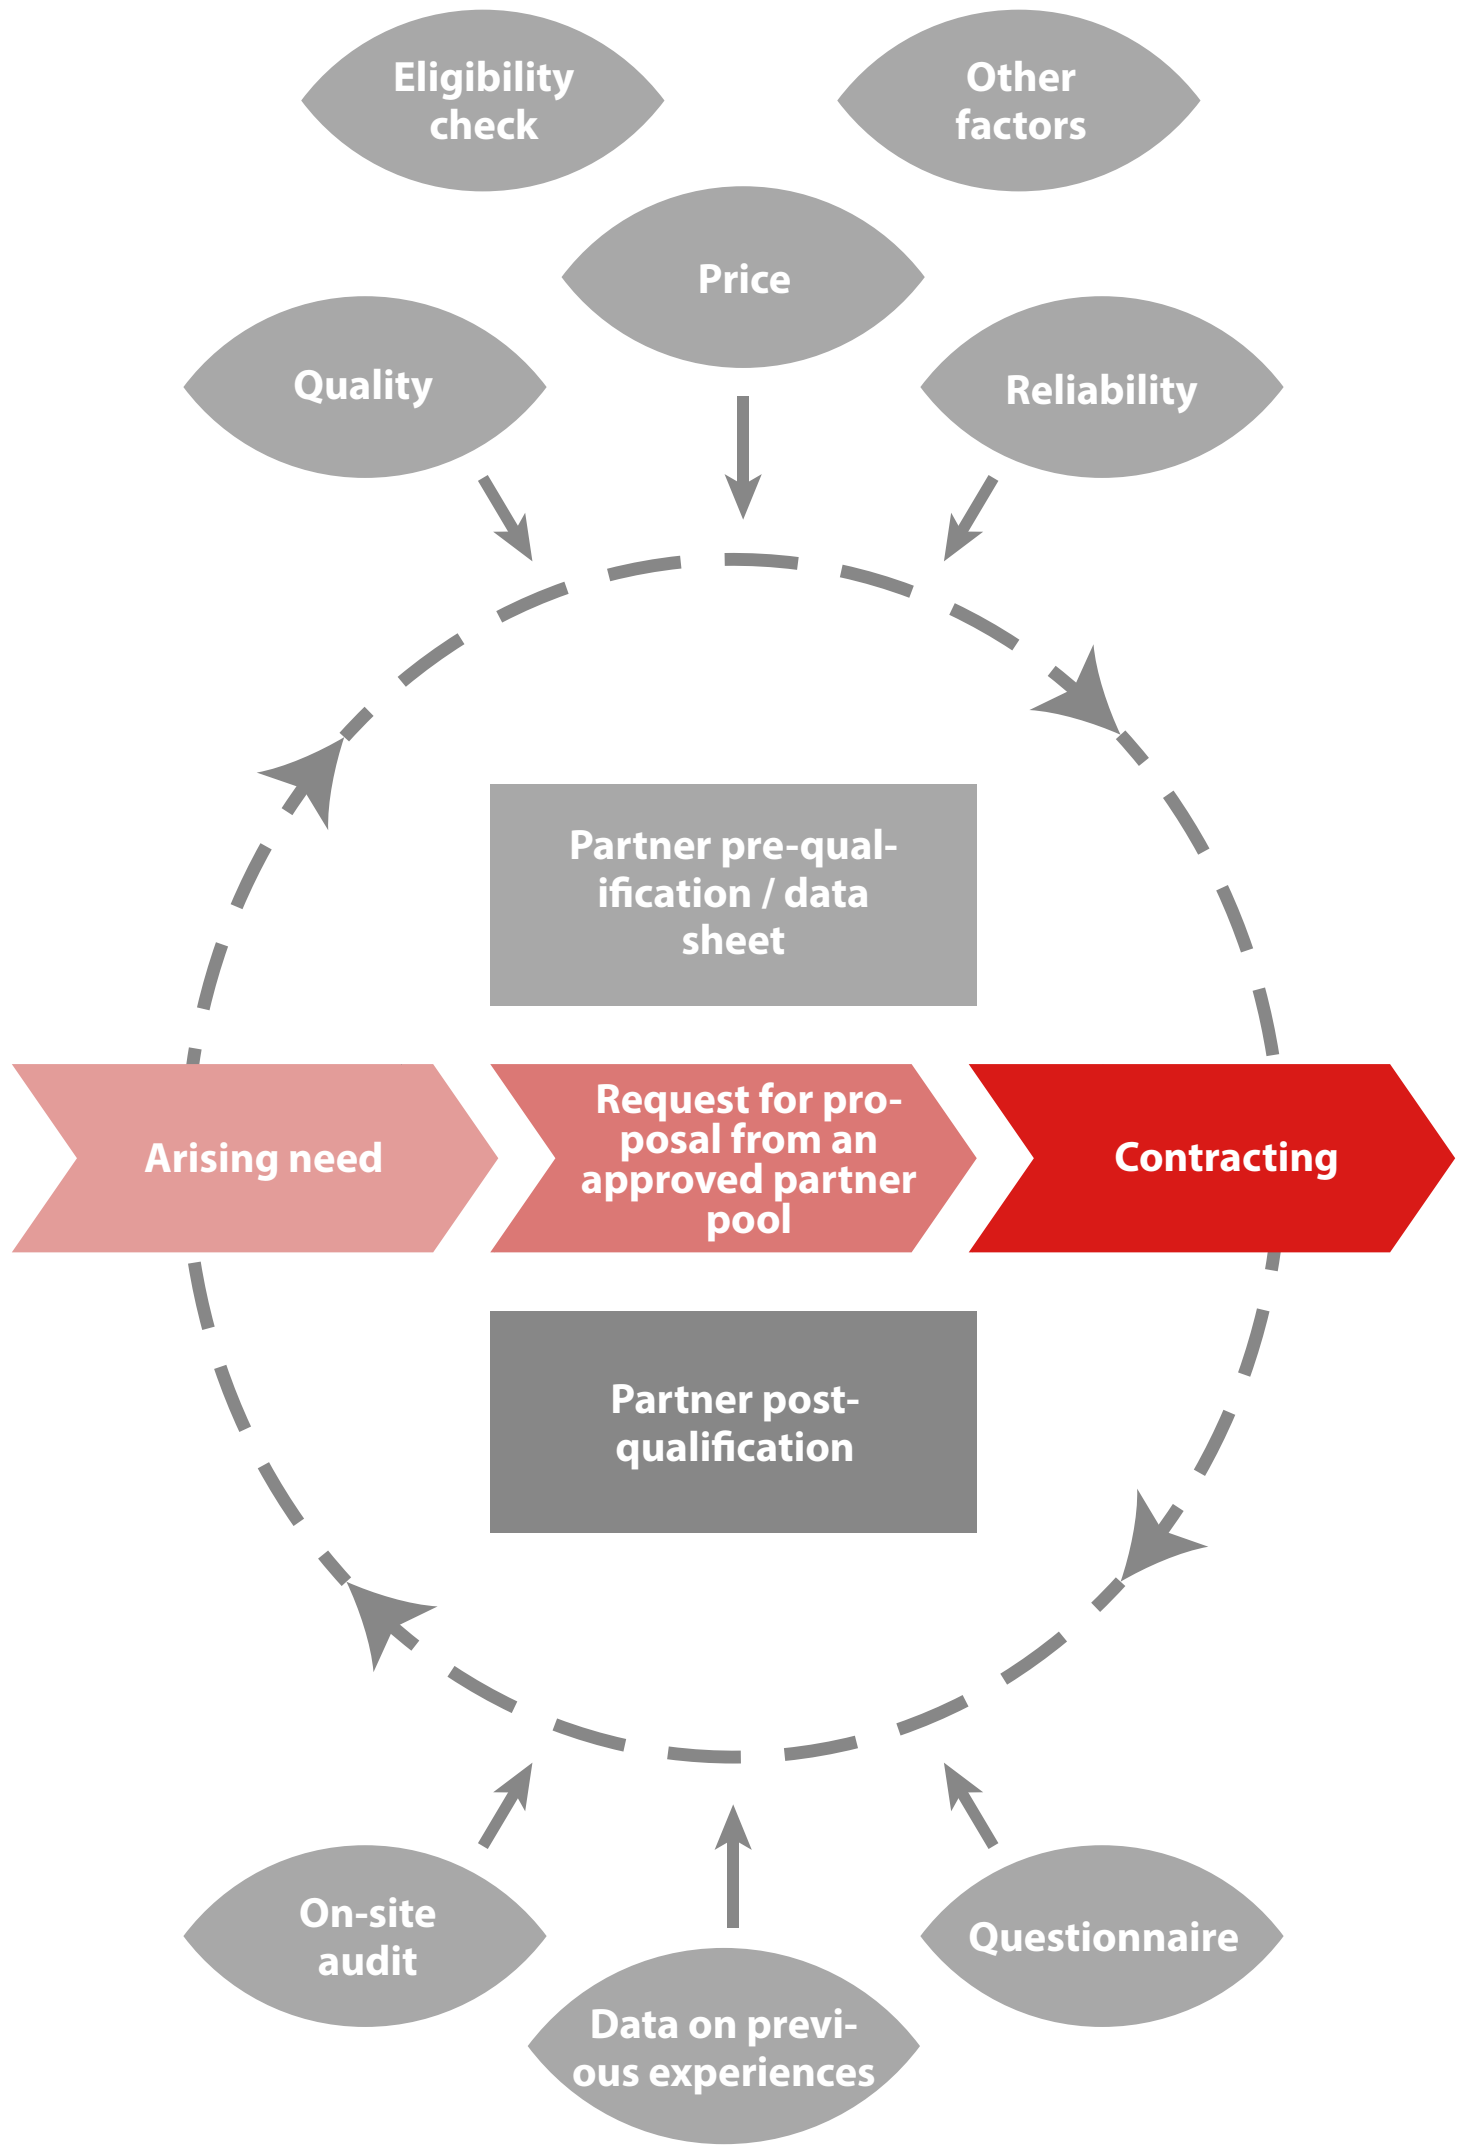 Eligibility
check
Other
factors
Price
Quality
Reliability
Partner pre-qual-
ification / data
sheet
Arising need
Request for pro-
posal from an
approved partner
pool
Contracting
Partner post-
qualification
On-site
audit
Data on previ-
ous experiences
Questionnaire